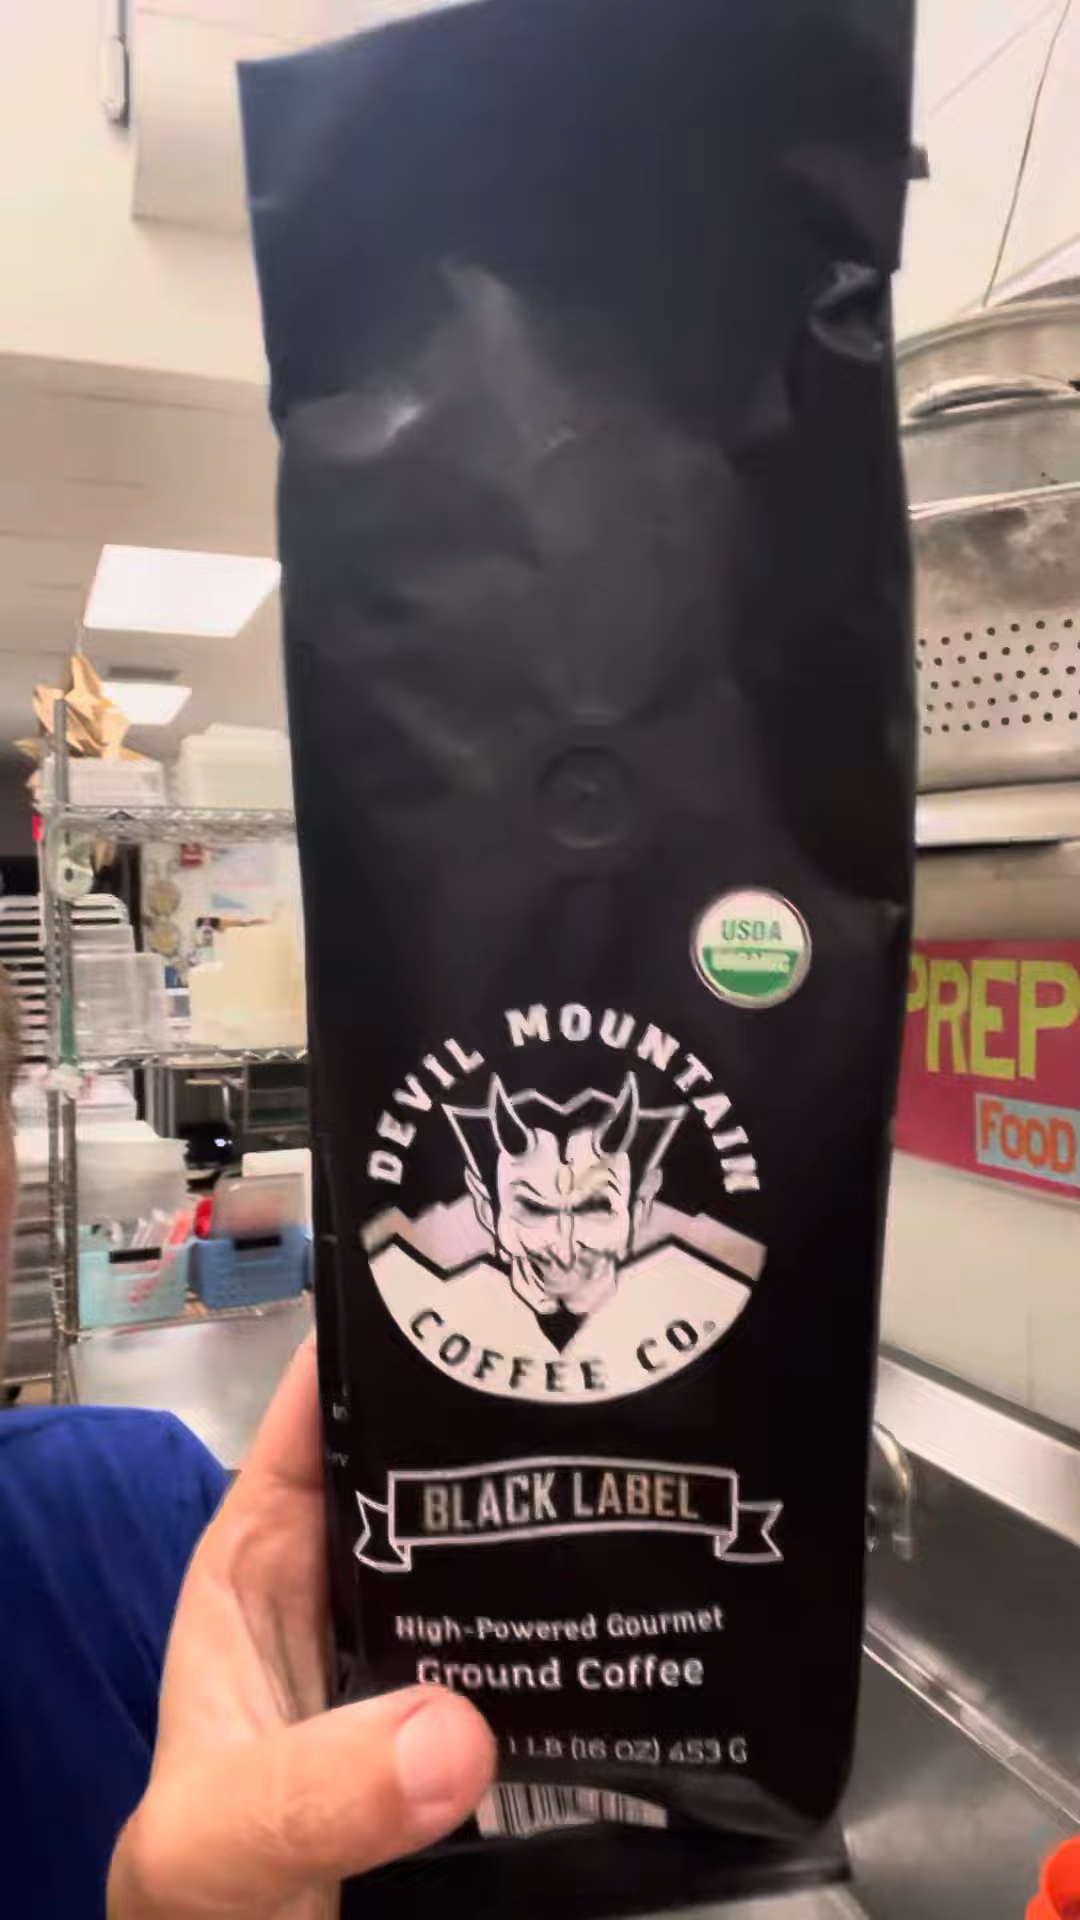 USDA
ORGANIC
DEVIL MOUNTAIN
COFFEE CO.
BLACK LABEL
High-Powered Gourmet
Ground Coffee
1 LB (16 OZ) 453 G
PREP
FOOD